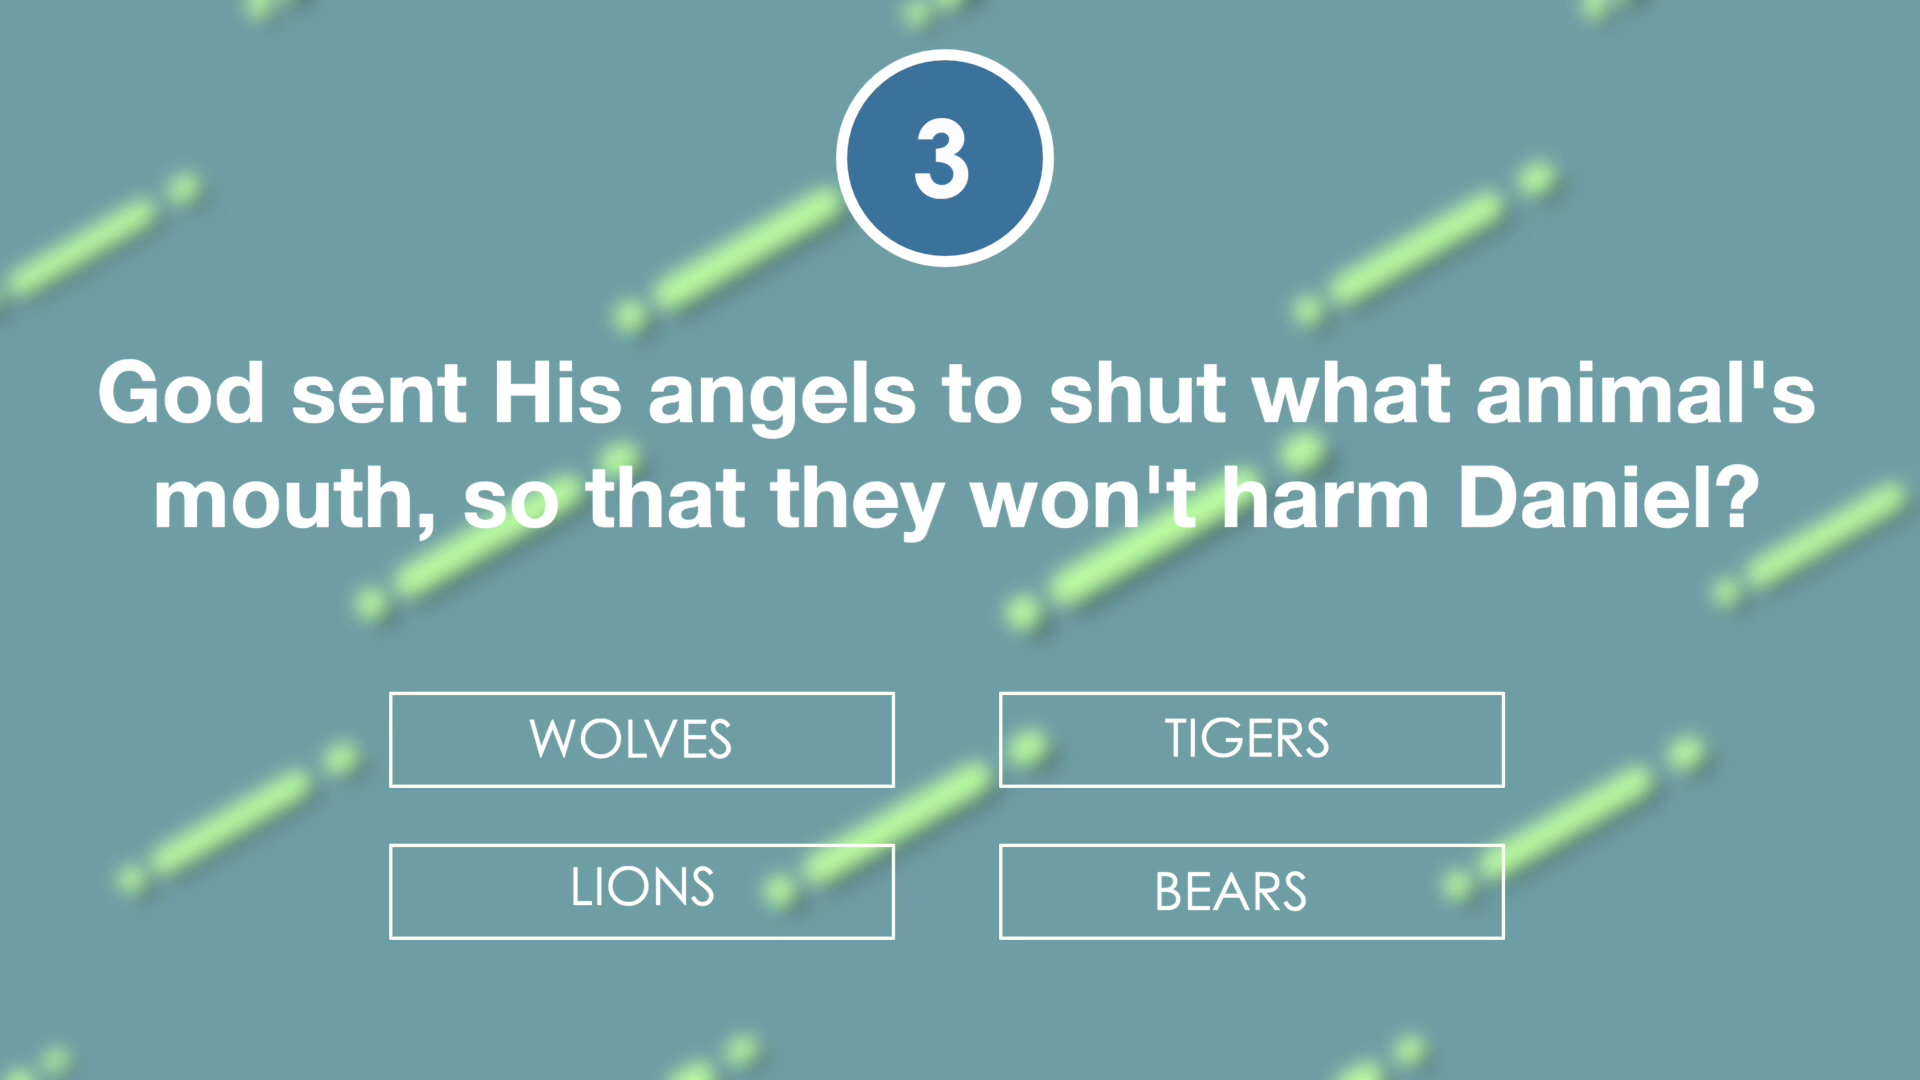 3
God sent His angels to shut what animal's
mouth, so that they won't harm Daniel?
WOLVES
TIGERS
LIONS
BEARS